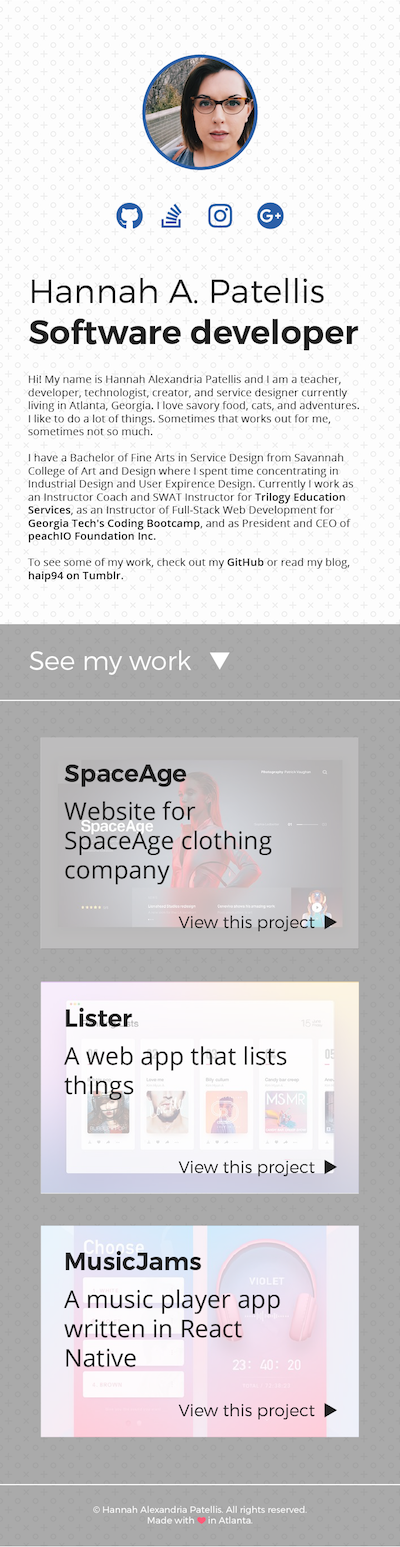 Hannah A. Patellis
Software developer
Hi! My name is Hannah Alexandria Patellis and I am a teacher,
developer, technologist, creator, and service designer currently
living in Atlanta, Georgia. I love savory food, cats, and adventures.
I like to do a lot of things. Sometimes that works out for me,
sometimes not so much.
I have a Bachelor of Fine Arts in Service Design from Savannah
College of Art and Design where I spent time concentrating in
Industrial Design and User Expirence Design. Currently I work as
an Instructor Coach and SWAT Instructor for Trilogy Education
Services, as an Instructor of Full-Stack Web Development for
Georgia Tech's Coding Bootcamp, and as President and CEO of
peachIO Foundation Inc.
To see some of my work, check out my GitHub or read my blog,
haip94 on Tumblr.
See my work
SpaceAge
Website for
SpaceAge
SpaceAge clothing
company
View this project
Lister
A web app that lists
things
MSMR
View this project
Choose
MusicJams
VIOLET
A music player app
written in React
Native
23: 40: 20
View this project
© Hannah Alexandria Patellis. All rights reserved.
Made with ❤ in Atlanta.